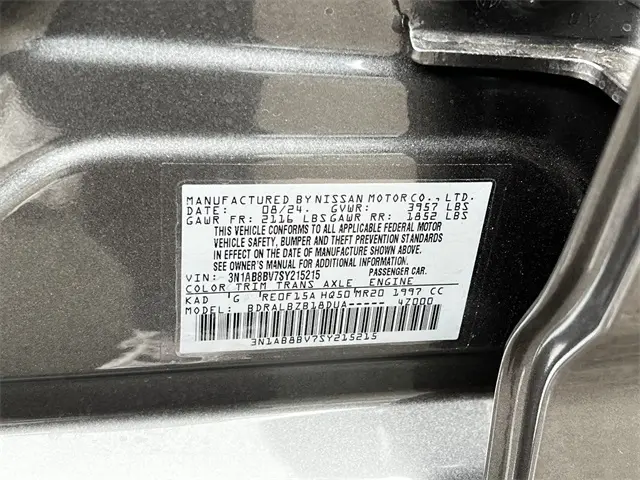 MANUFACTURED BY NISSAN MOTOR CO., LTD.
DATE: 08/24. GVWR: 3957 LBS
GAWR FR: 2116 LBS GAWR RR: 1852 LBS
THIS VEHICLE CONFORMS TO ALL APPLICABLE FEDERAL MOTOR
VEHICLE SAFETY, BUMPER AND THEFT PREVENTION STANDARDS
IN EFFECT ON THE DATE OF MANUFACTURE SHOWN ABOVE.
SEE OWNER'S MANUAL FOR ADDITIONAL INFORMATION.
VIN: 3N1AB8BV7SY215215 PASSENGER CAR.
COLOR TRIM TRANS AXLE ENGINE
KAD G RE0F15A HQ50 MR20 1997 CC
MODEL: BDRALBZB18DUA----- 4Z000
3N1AB8BV7SY215215